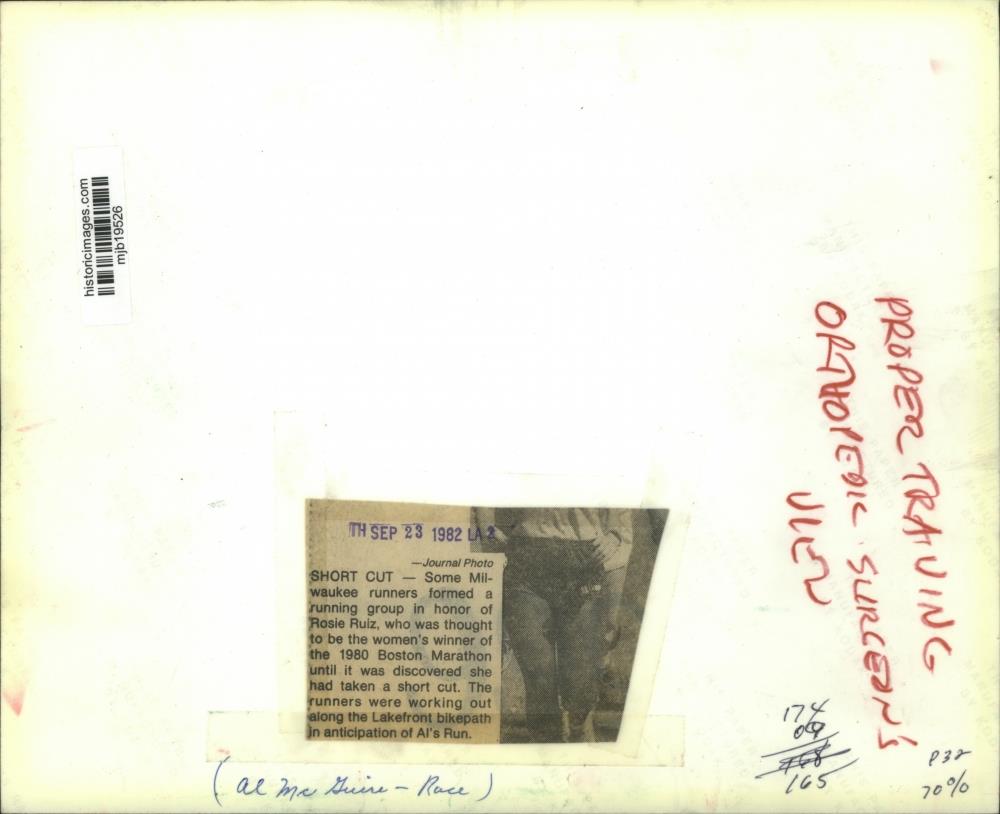 historicimages.com
mjb19526
PROPER TRAINING
ORTHOPEDIC SURGEON'S
VIEW
TH SEP 23 1982 LA 2
—Journal Photo
SHORT CUT — Some Mil-
waukee runners formed a
running group in honor of
Rosie Ruiz, who was thought
to be the women's winner of
the 1980 Boston Marathon
until it was discovered she
had taken a short cut. The
runners were working out
along the Lakefront bikepath
in anticipation of Al's Run.
(Al McGuire - Race)
174
09
165
P32
70%